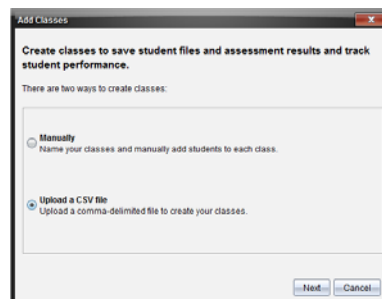 Add Classes
Create classes to save student files and assessment results and track
student performance.
There are two ways to create classes:
Manually
Name your classes and manually add students to each class.
Upload a CSV file
Upload a comma-delimited file to create your classes.
Next Cancel